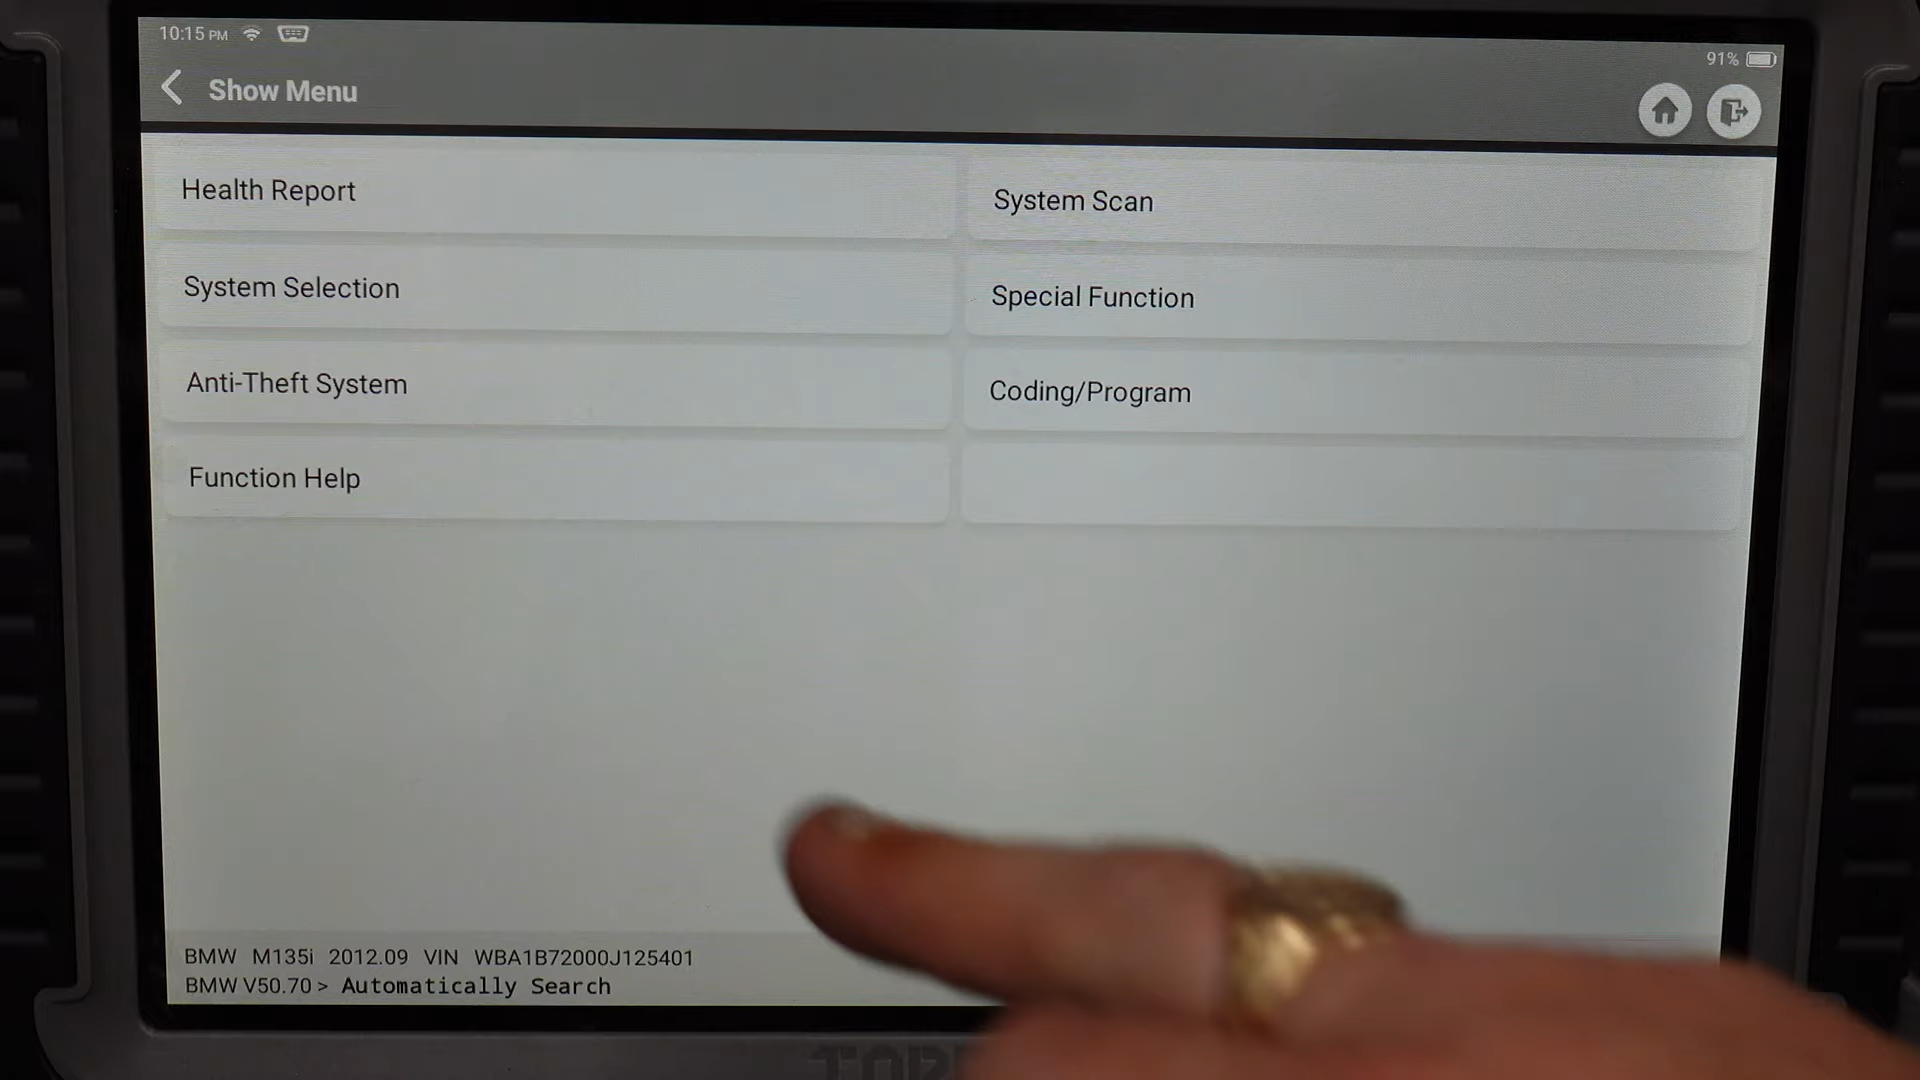 10:15 PM
91%
Show Menu
Health Report
System Scan
System Selection
Special Function
Anti-Theft System
Coding/Program
Function Help
BMW M135i 2012.09 VIN WBA1B72000J125401
BMW V50.70 > Automatically Search